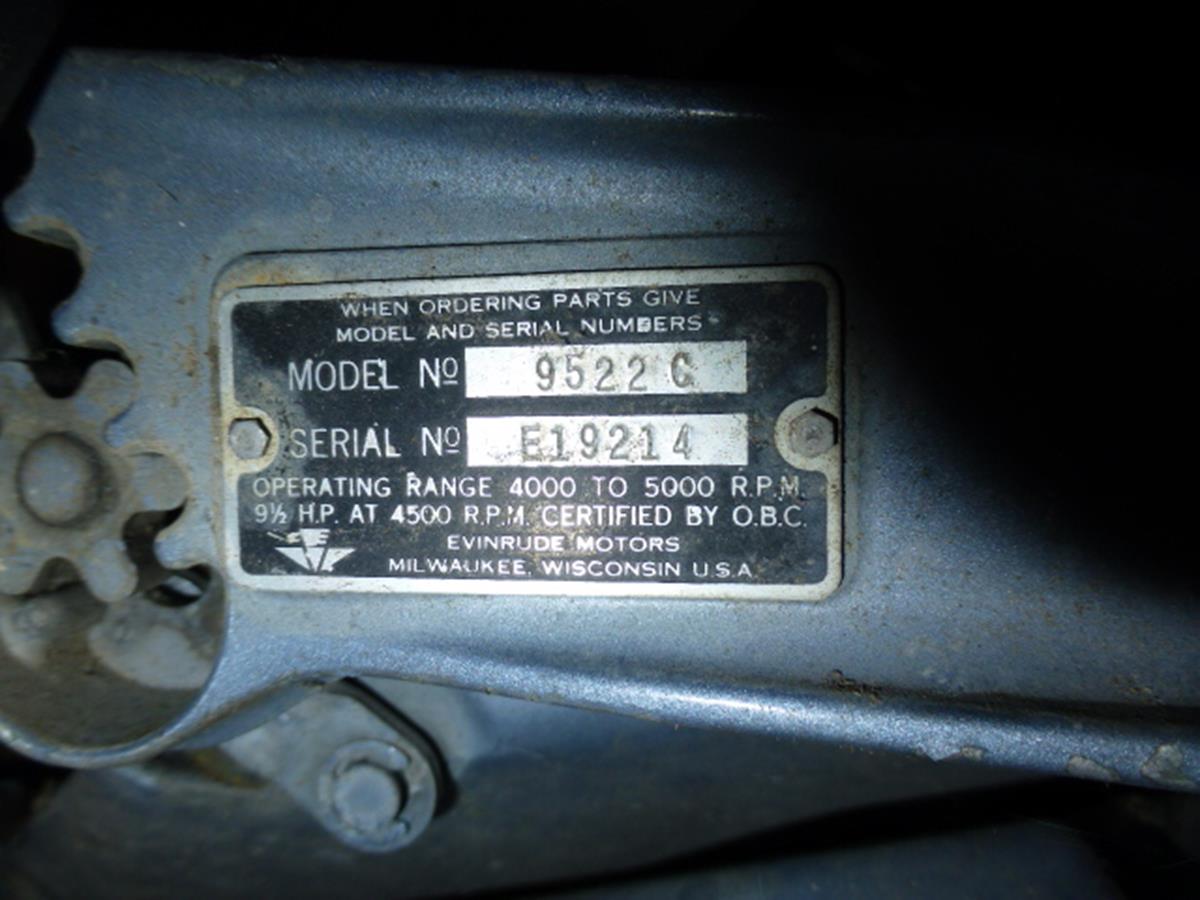 WHEN ORDERING PARTS GIVE
MODEL AND SERIAL NUMBERS
MODEL Nº 9522 C
SERIAL Nº E19214
OPERATING RANGE 4000 TO 5000 R.P.M.
9½ H.P. AT 4500 R.P.M. CERTIFIED BY O.B.C.
EVINRUDE MOTORS
MILWAUKEE, WISCONSIN U.S.A.